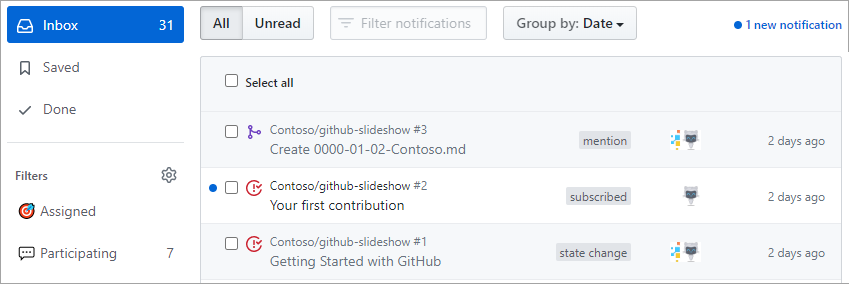 Inbox 31
Saved
Done
Filters
Assigned
Participating 7
All Unread Filter notifications Group by: Date 1 new notification
Select all
Contoso/github-slideshow #3
Create 0000-01-02-Contoso.md mention 2 days ago
Contoso/github-slideshow #2
Your first contribution subscribed 2 days ago
Contoso/github-slideshow #1
Getting Started with GitHub state change 2 days ago